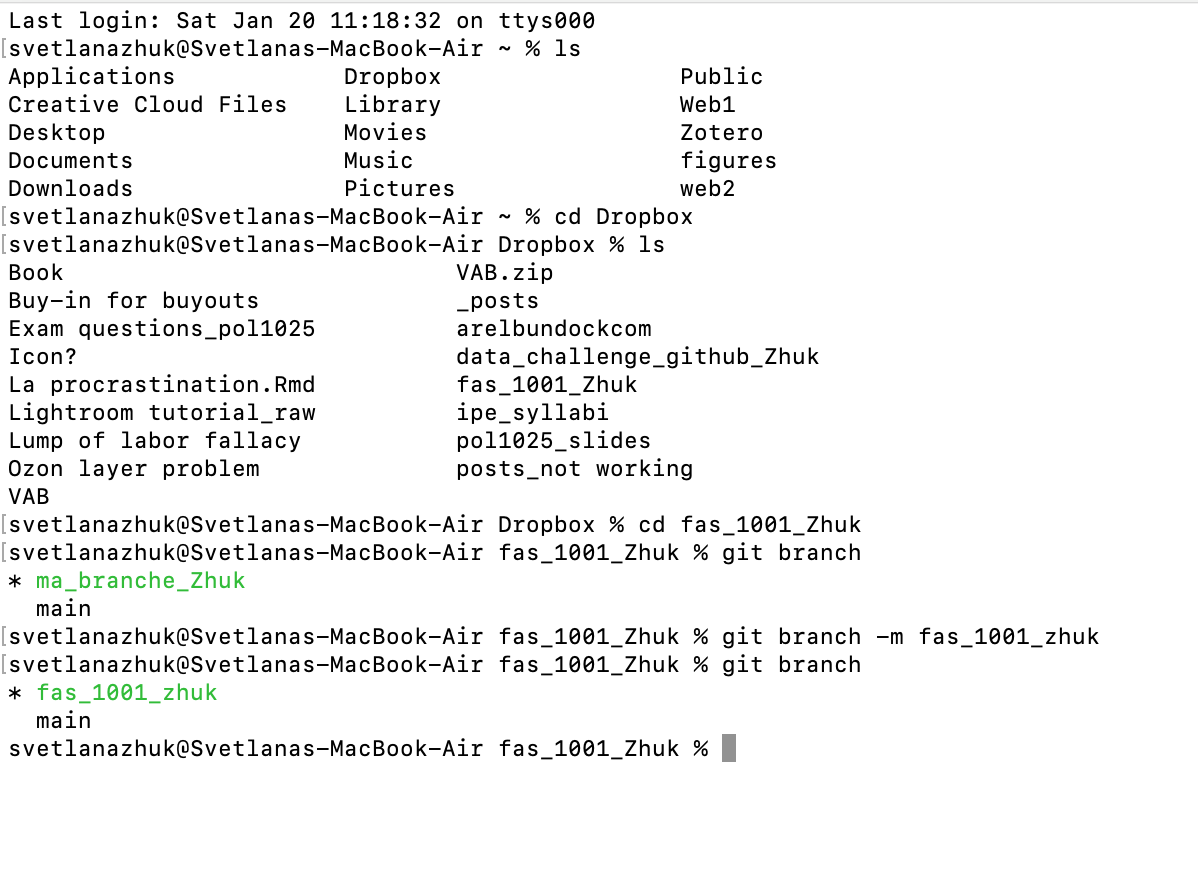 Last login: Sat Jan 20 11:18:32 on ttys000
[svetlanazhuk@Svetlanas-MacBook-Air ~ % ls
Applications Dropbox Public
Creative Cloud Files Library Web1
Desktop Movies Zotero
Documents Music figures
Downloads Pictures web2
[svetlanazhuk@Svetlanas-MacBook-Air ~ % cd Dropbox
[svetlanazhuk@Svetlanas-MacBook-Air Dropbox % ls
Book VAB.zip
Buy-in for buyouts _posts
Exam questions_pol1025 arelbundockcom
Icon? data_challenge_github_Zhuk
La procrastination.Rmd fas_1001_Zhuk
Lightroom tutorial_raw ipe_syllabi
Lump of labor fallacy pol1025_slides
Ozon layer problem posts_not working
VAB
[svetlanazhuk@Svetlanas-MacBook-Air Dropbox % cd fas_1001_Zhuk
[svetlanazhuk@Svetlanas-MacBook-Air fas_1001_Zhuk % git branch
* ma_branche_Zhuk
main
[svetlanazhuk@Svetlanas-MacBook-Air fas_1001_Zhuk % git branch -m fas_1001_zhuk
[svetlanazhuk@Svetlanas-MacBook-Air fas_1001_Zhuk % git branch
* fas_1001_zhuk
main
svetlanazhuk@Svetlanas-MacBook-Air fas_1001_Zhuk %